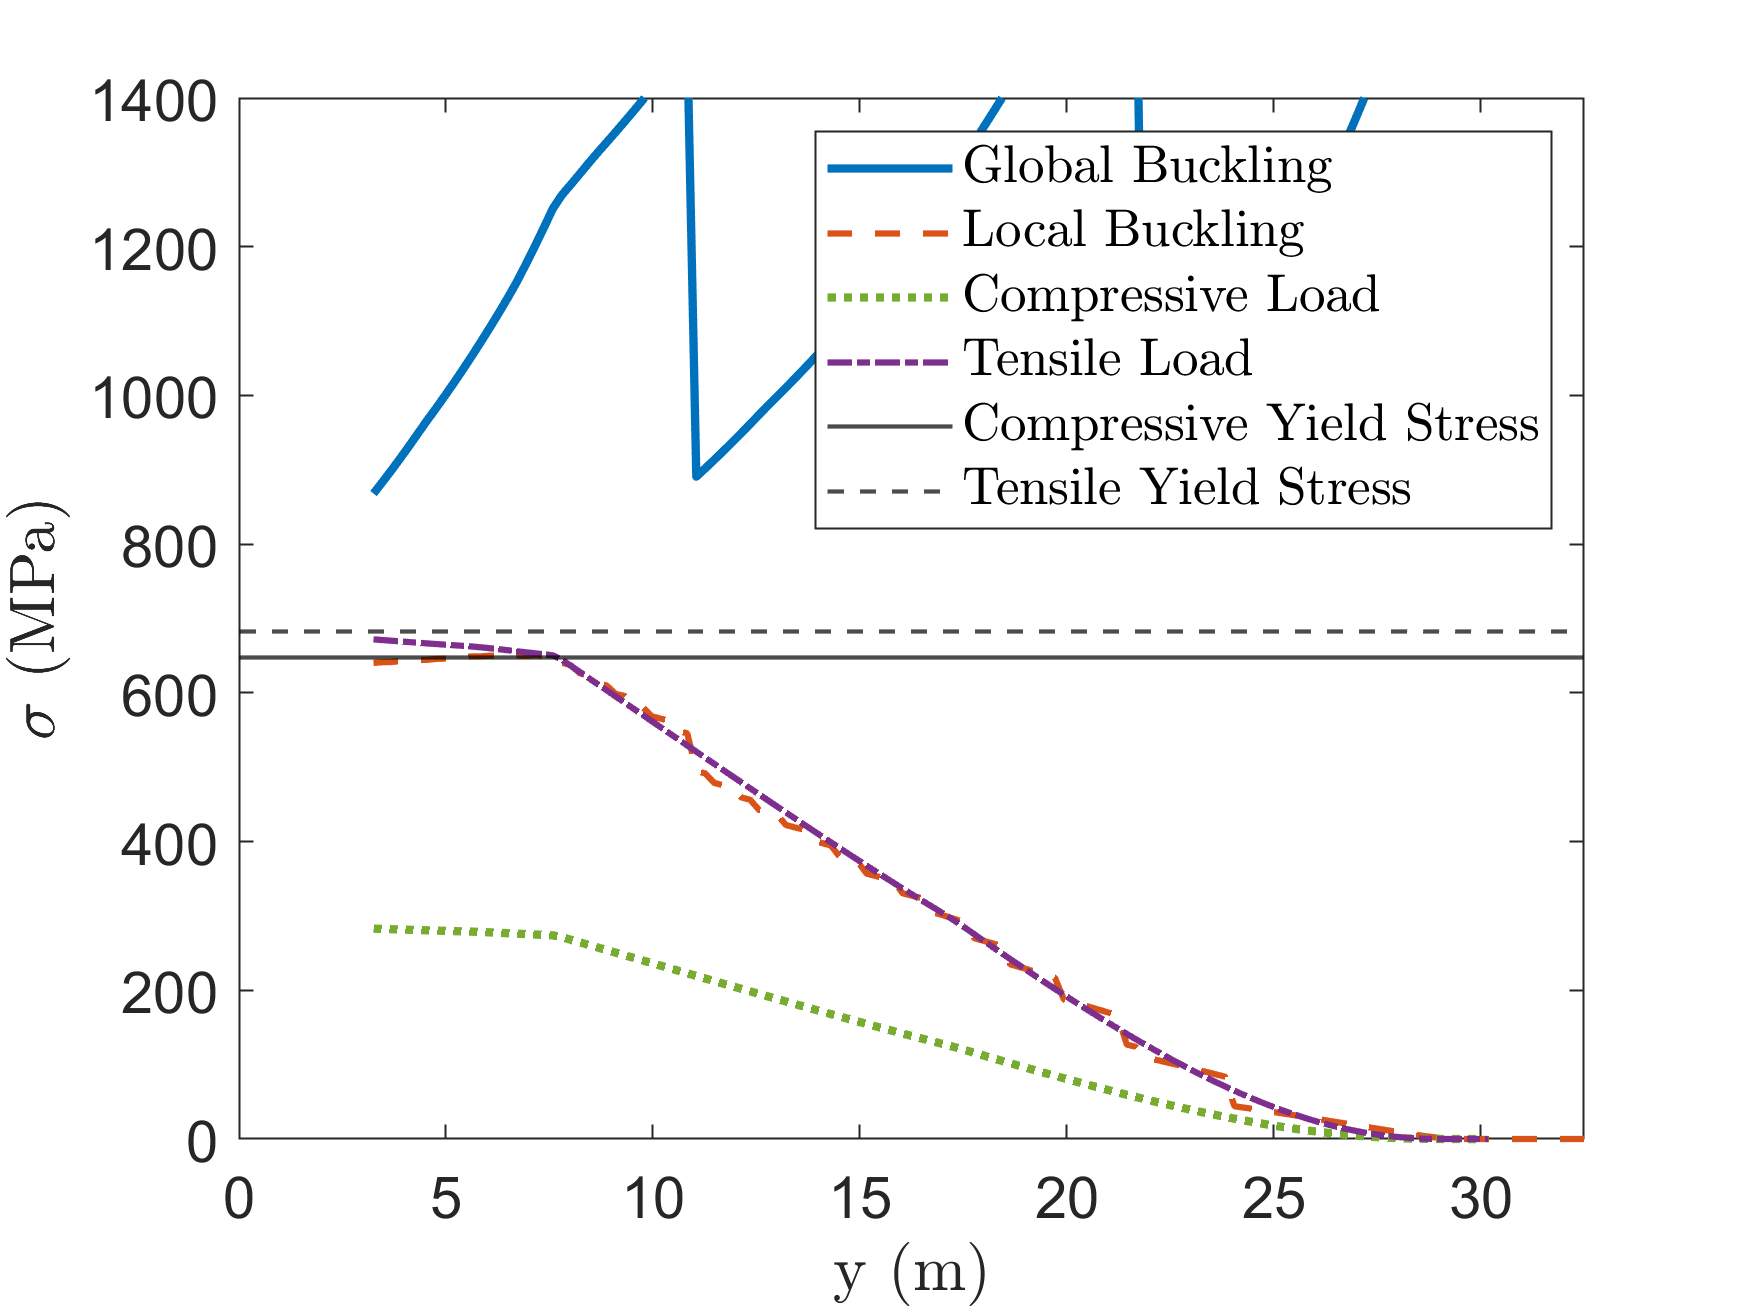 1400
1200
1000
800
600
400
200
0
σ (MPa)
Global Buckling
Local Buckling
Compressive Load
Tensile Load
Compressive Yield Stress
Tensile Yield Stress
0 5 10 15 20 25 30
y (m)